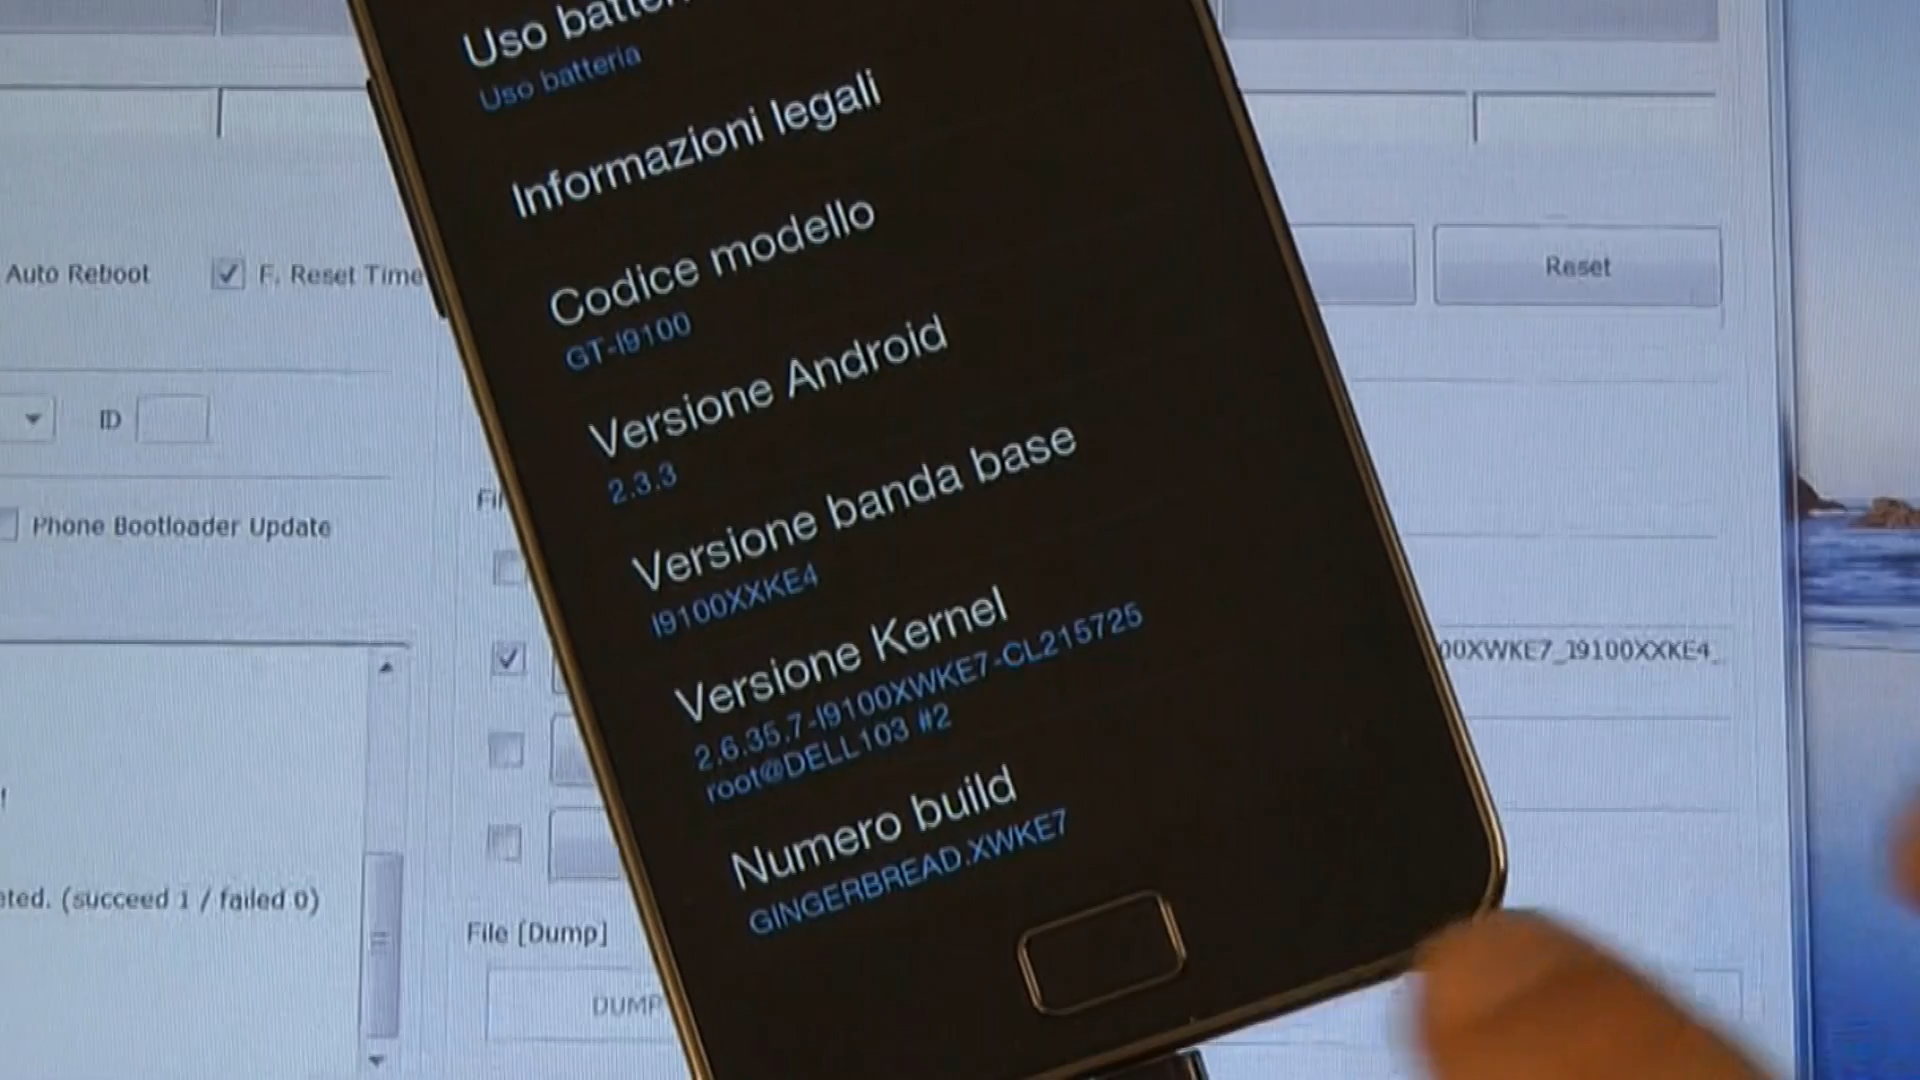 Uso batteria
Informazioni legali
Codice modello
GT-I9100
Versione Android
2.3.3
Versione banda base
I9100XXKE4
Versione Kernel
2.6.35.7-I9100XWKE7-CL215725
root@DELL103 #2
Numero build
GINGERBREAD.XWKE7
Auto Reboot
F. Reset Time
ID
Phone Bootloader Update
(succeed 1 / failed 0)
File [Dump]
DUMP
Reset
00XWKE7_I9100XXKE4_